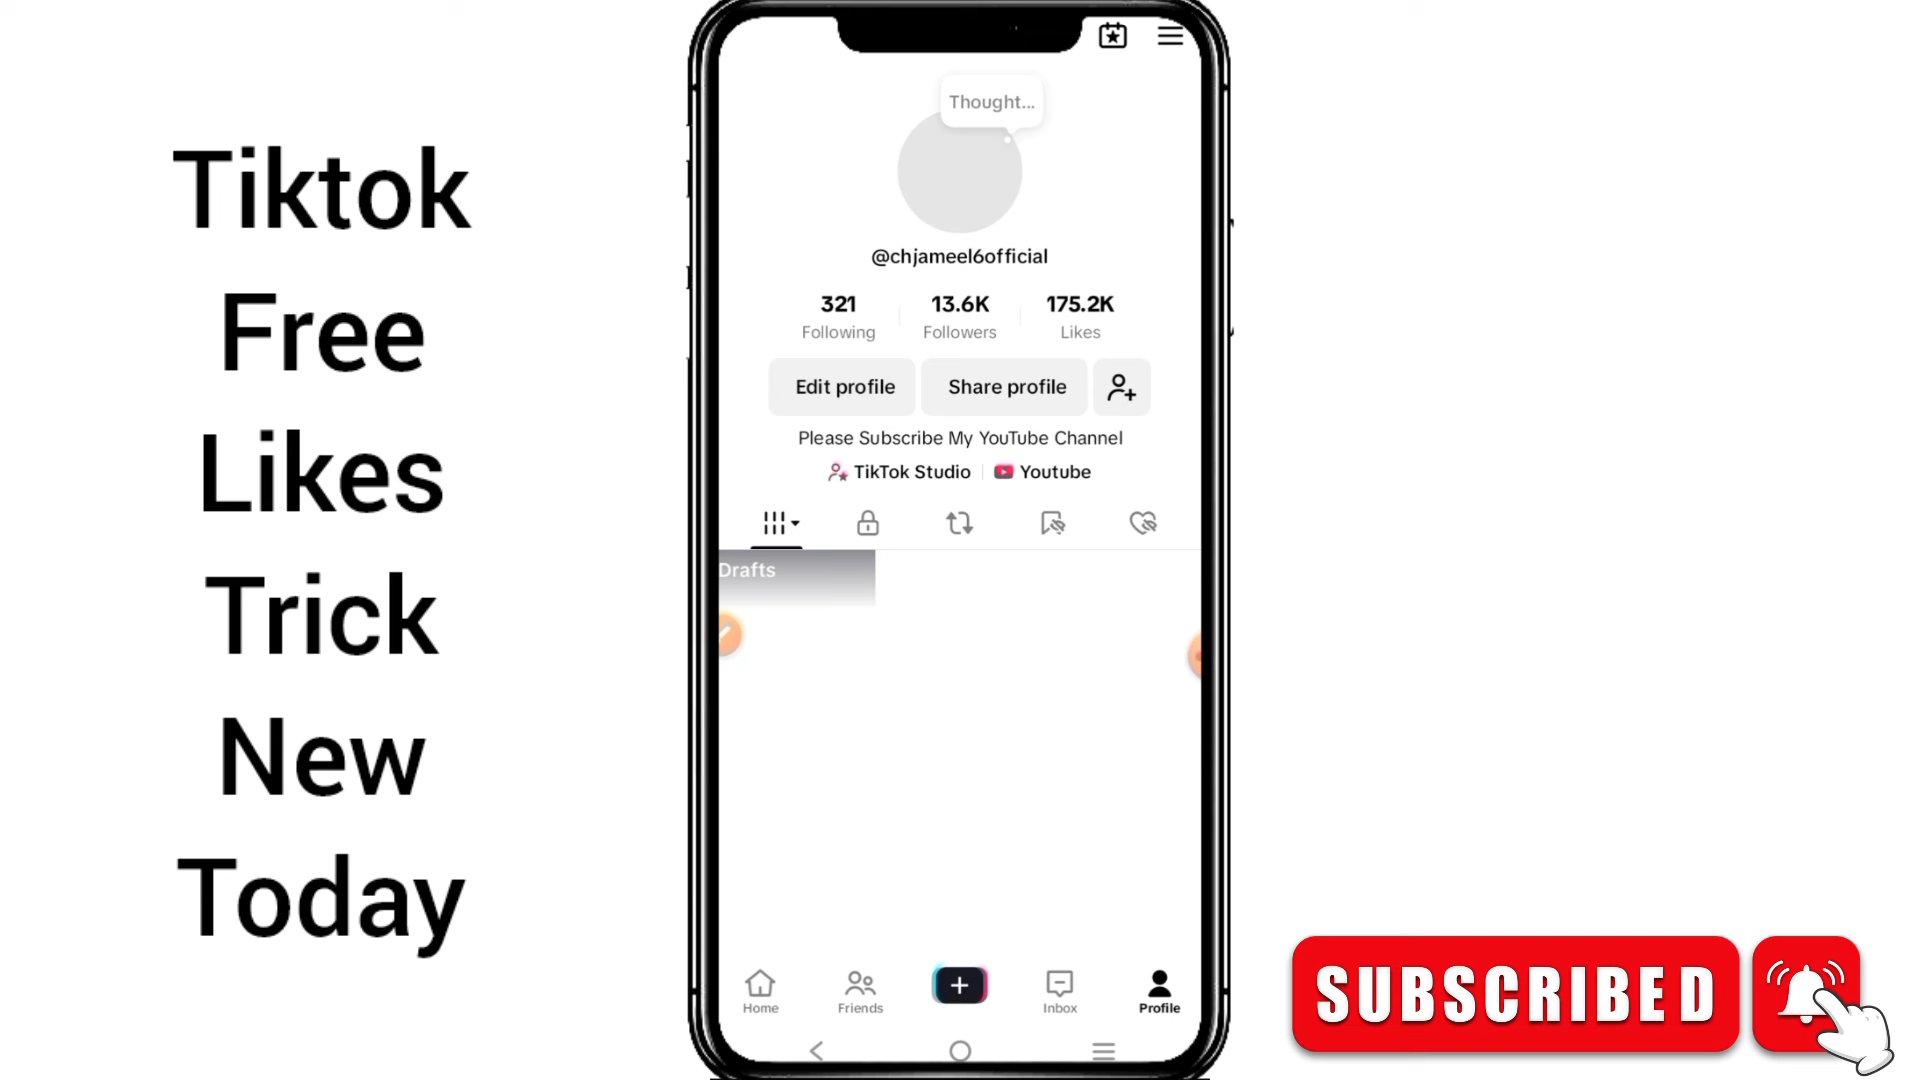 Tiktok
Free
Likes
Trick
New
Today
Thought...
@chjameel6official
321 13.6K 175.2K
Following Followers Likes
Edit profile Share profile
Please Subscribe My YouTube Channel
TikTok Studio Youtube
Drafts
Home Friends Inbox Profile
SUBSCRIBED